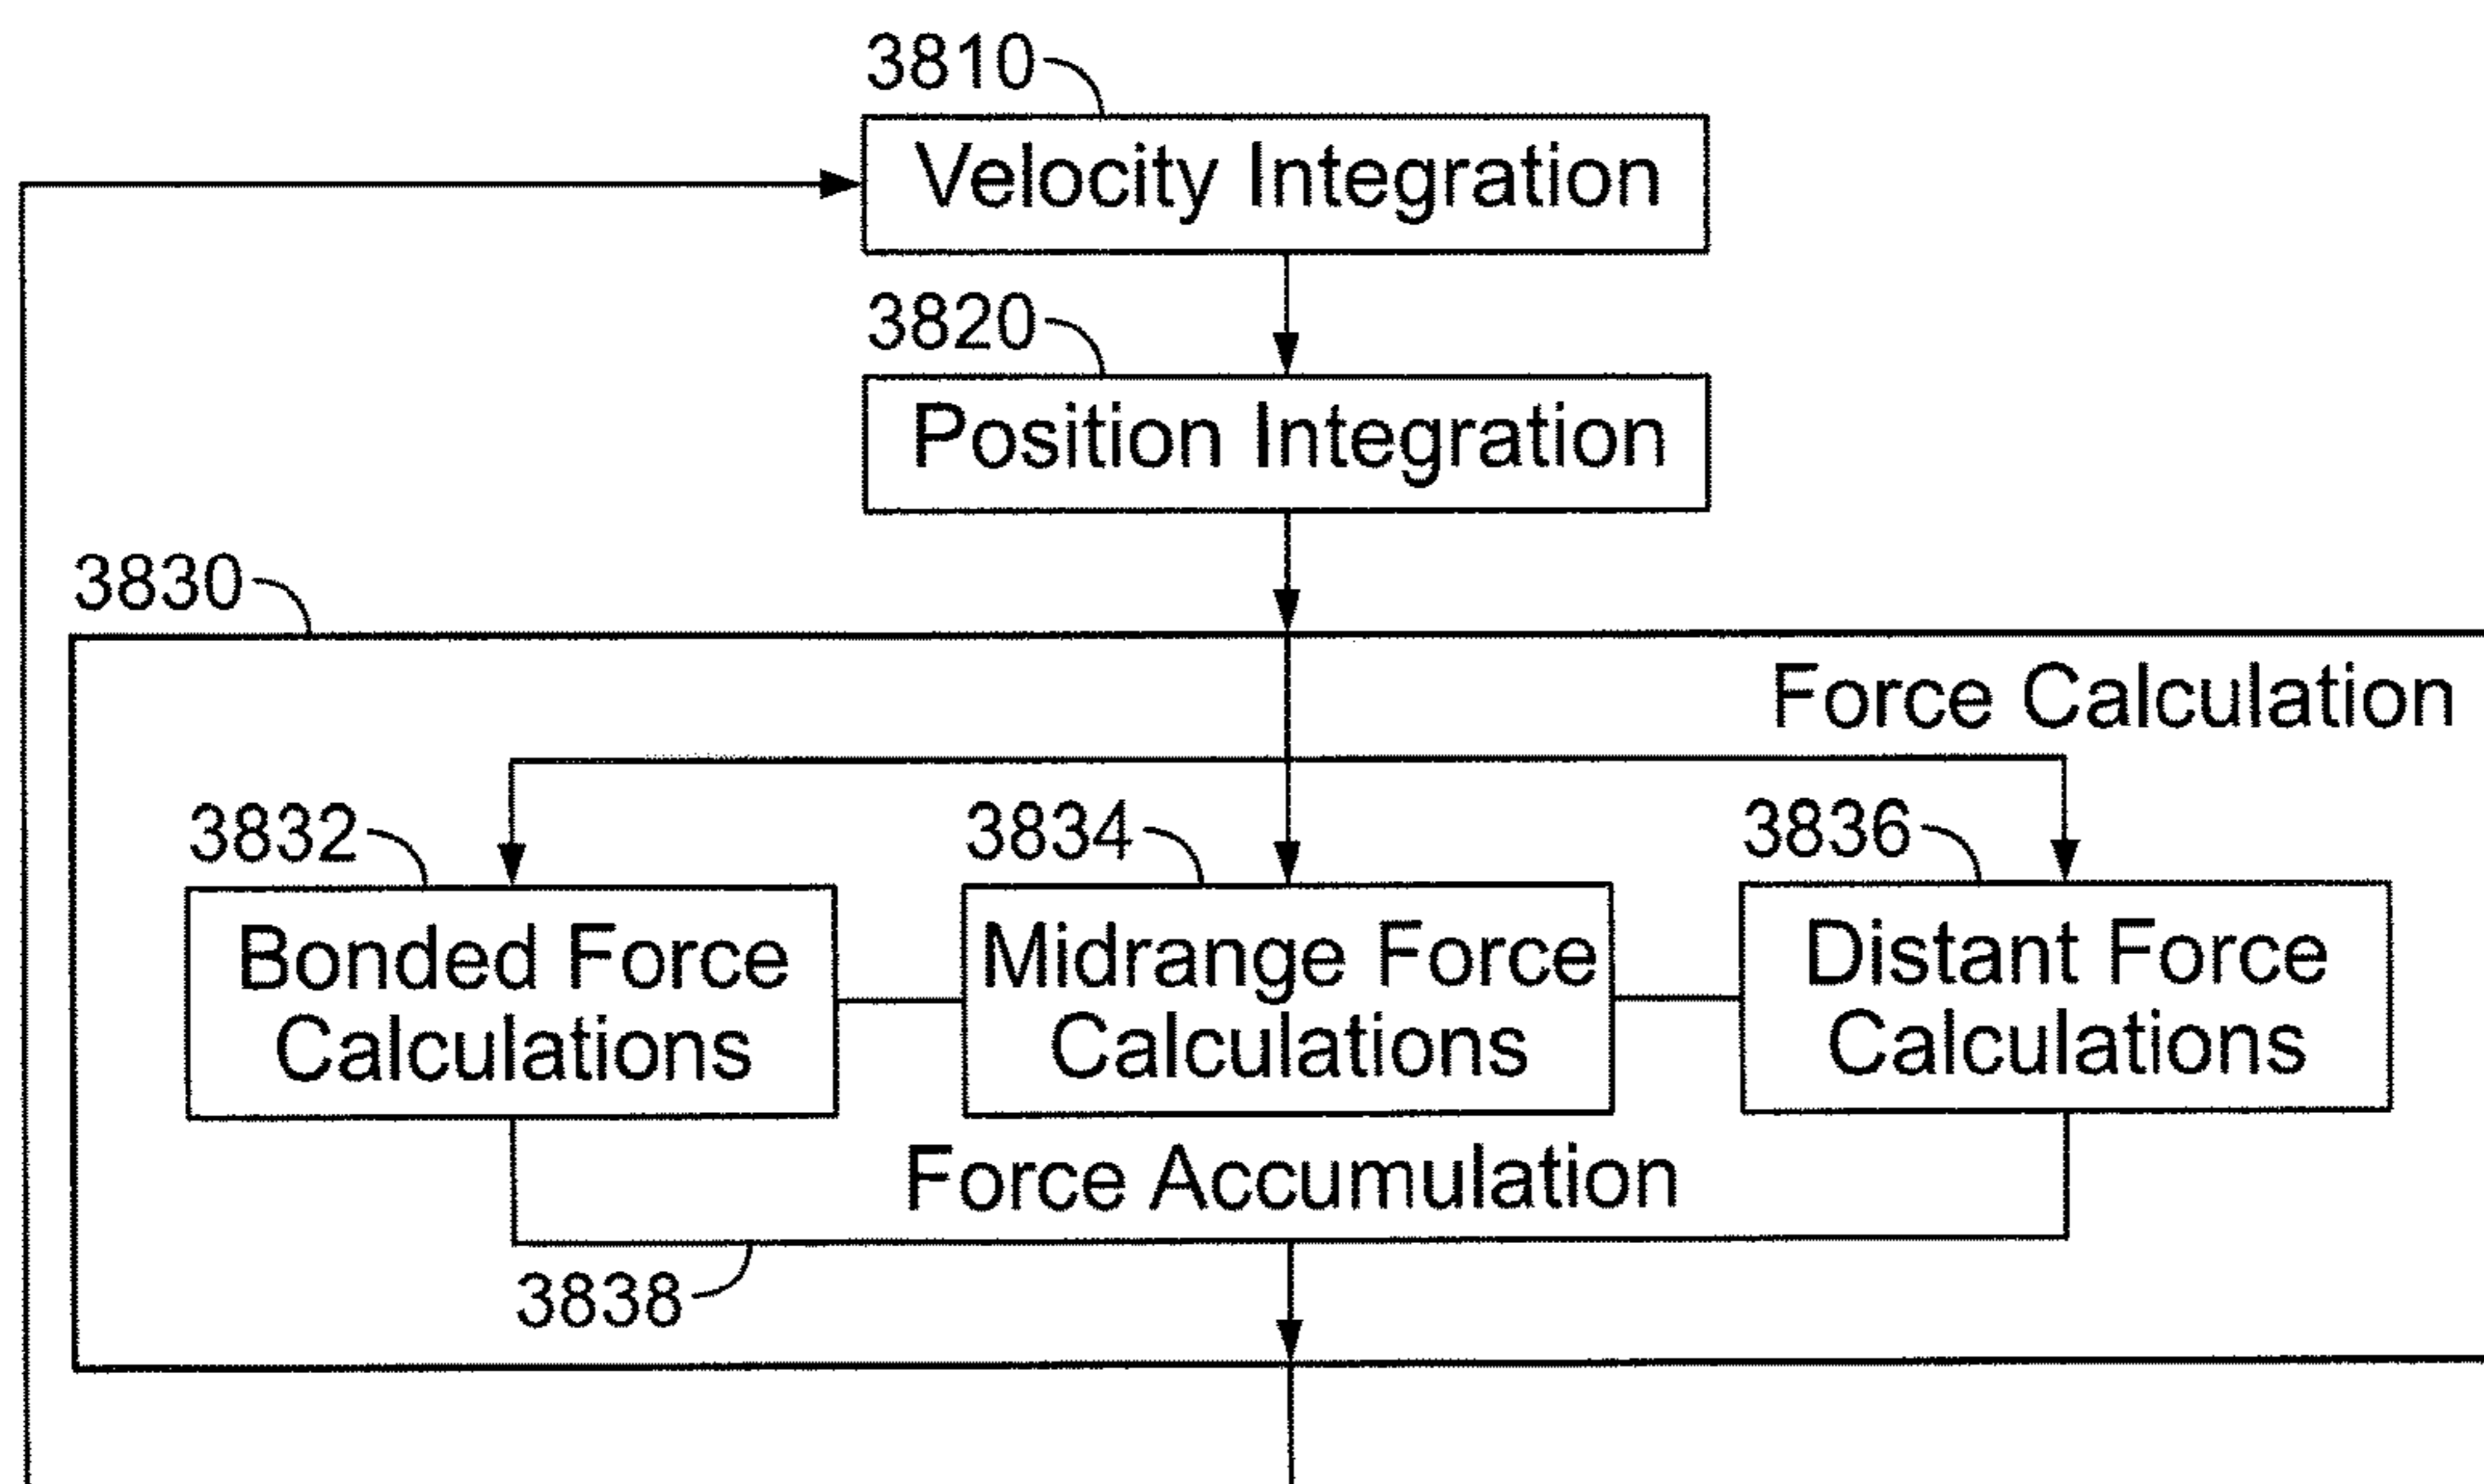 3810
Velocity Integration
3820
Position Integration
3830
Force Calculation
3832
3834
3836
Bonded Force
Calculations
Midrange Force
Calculations
Distant Force
Calculations
Force Accumulation
3838